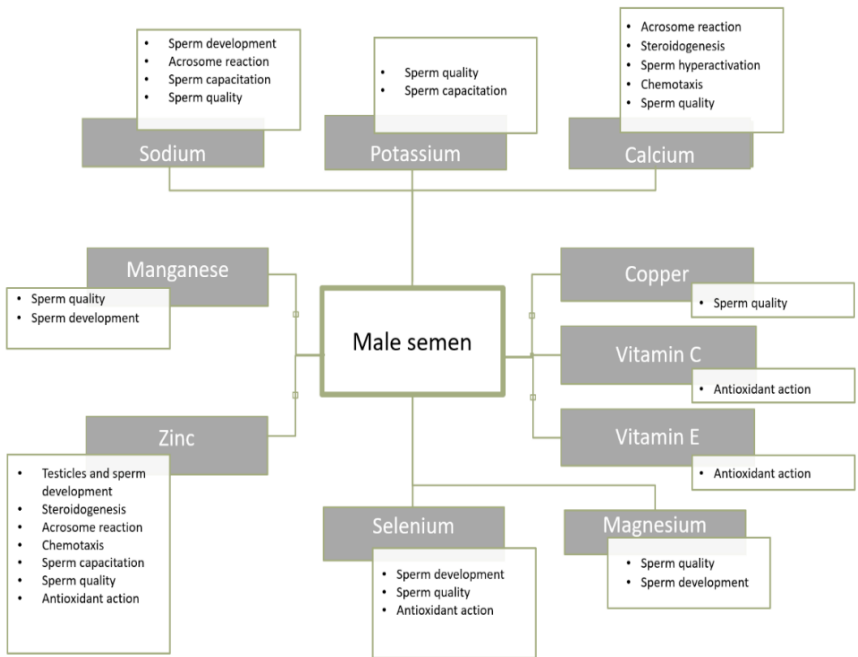 • Sperm development
• Acrosome reaction
• Sperm capacitation
• Sperm quality
Sodium
• Sperm quality
• Sperm capacitation
Potassium
• Acrosome reaction
• Steroidogenesis
• Sperm hyperactivation
• Chemotaxis
• Sperm quality
Calcium
Manganese
• Sperm quality
• Sperm development
Male semen
Copper
• Sperm quality
Vitamin C
• Antioxidant action
Vitamin E
• Antioxidant action
Zinc
• Testicles and sperm
development
• Steroidogenesis
• Acrosome reaction
• Chemotaxis
• Sperm capacitation
• Sperm quality
• Antioxidant action
Selenium
• Sperm development
• Sperm quality
• Antioxidant action
Magnesium
• Sperm quality
• Sperm development